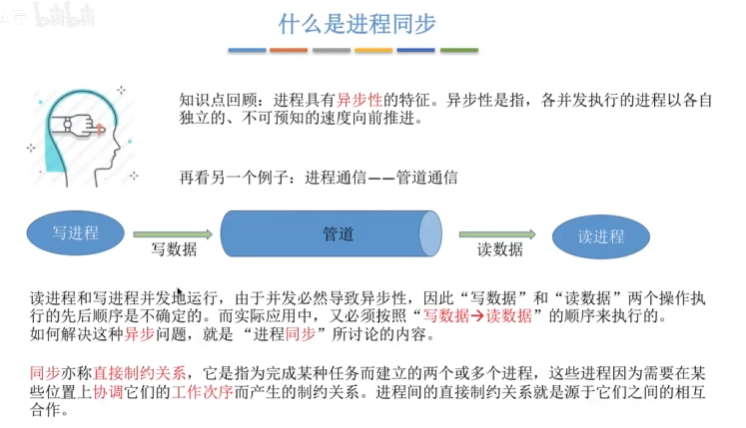 什么是进程同步
知识点回顾：进程具有异步性的特征。异步性是指，各并发执行的进程以各自
独立的、不可预知的速度向前推进。
再看另一个例子：进程通信——管道通信
写进程
写数据
管道
读数据
读进程
读进程和写进程并发地运行，由于并发必然导致异步性，因此“写数据”和“读数据”两个操作执
行的先后顺序是不确定的。而实际应用中，又必须按照“写数据→读数据”的顺序来执行的。
如何解决这种异步问题，就是“进程同步”所讨论的内容。
同步亦称直接制约关系，它是指为完成某种任务而建立的两个或多个进程，这些进程因为需要在某
些位置上协调它们的工作次序而产生的制约关系。进程间的直接制约关系就是源于它们之间的相互
合作。